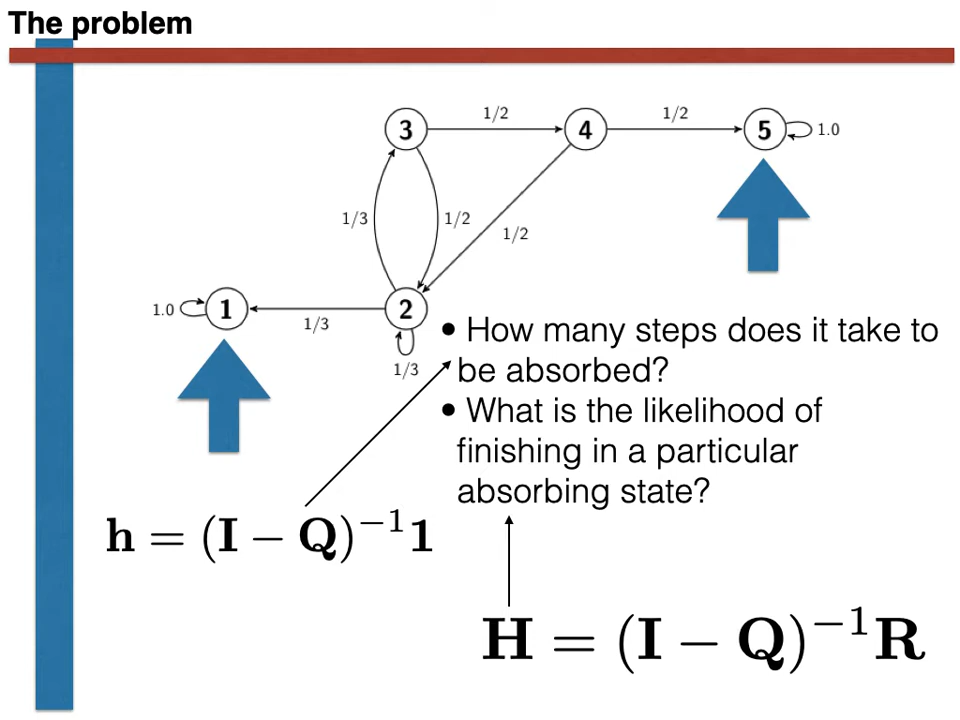 The problem
3
1/2
4
1/2
5
1.0
1/3
1/2
1/2
1.0
1
1/3
2
1/3
• How many steps does it take to
be absorbed?
• What is the likelihood of
finishing in a particular
absorbing state?
h = (I − Q)⁻¹1
H = (I − Q)⁻¹R